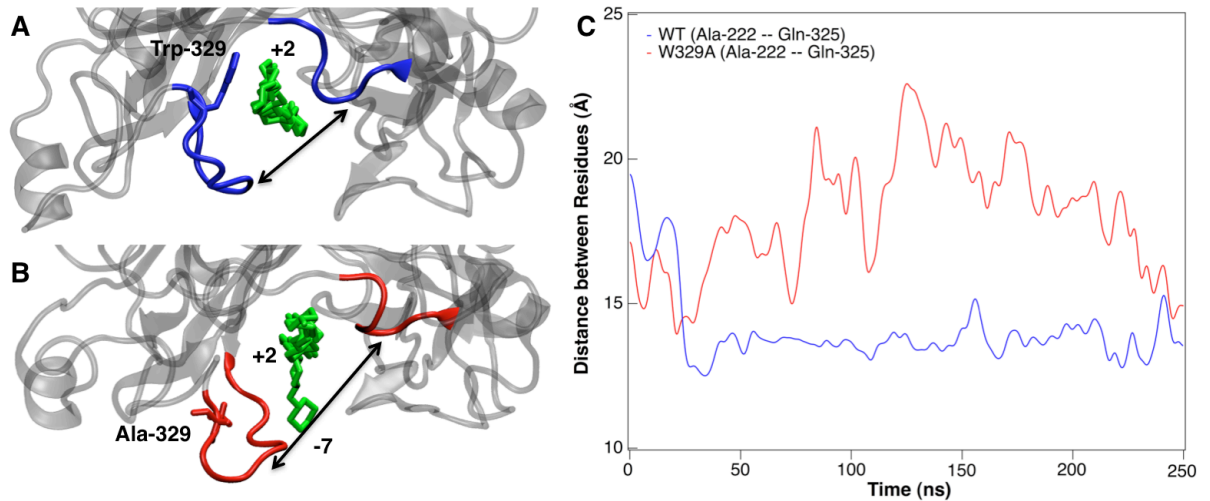 A
Trp-329
+2
B
+2
Ala-329
-7
C
25
20
15
10
Distance between Residues (Å)
- WT (Ala-222 -- Gln-325)
- W329A (Ala-222 -- Gln-325)
0 50 100 150 200 250
Time (ns)